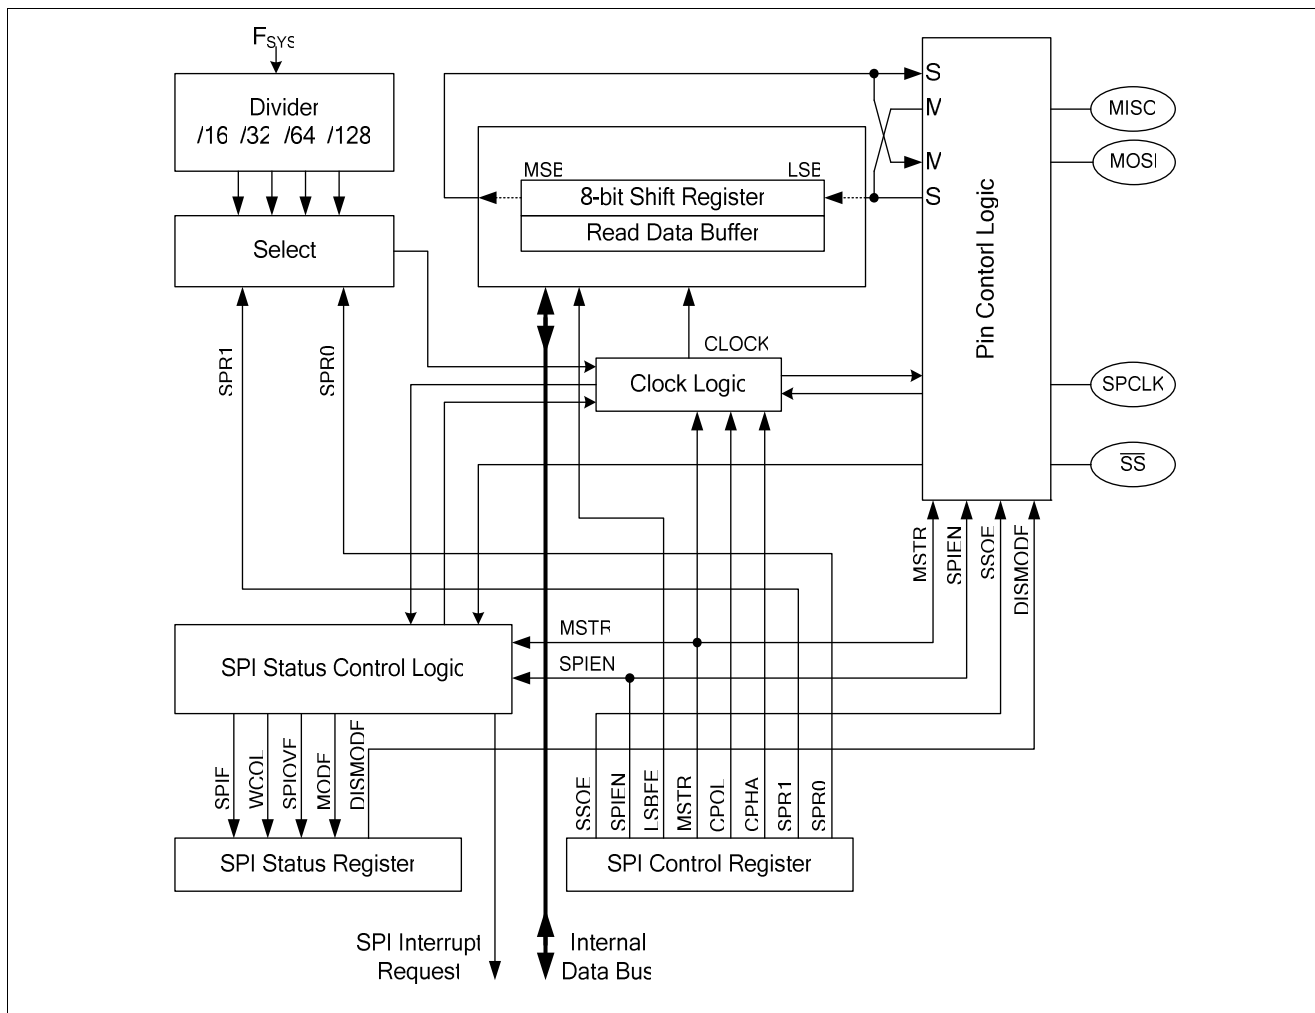 FSYS
Divider
/16 /32 /64 /128
Select
SPR1
SPR0
MSB
LSB
8-bit Shift Register
Read Data Buffer
CLOCK
Clock Logic
S
M
M
S
Pin Contorl Logic
MISO
MOSI
SPCLK
SS
MSTR
SPIEN
SSOE
DISMODF
MSTR
SPIEN
SPI Status Control Logic
SPIF
WCOL
SPIOVF
MODF
DISMODF
SSOE
SPIEN
LSBFE
MSTR
CPOL
CPHA
SPR1
SPR0
SPI Status Register
SPI Control Register
SPI Interrupt
Request
Internal
Data Bus